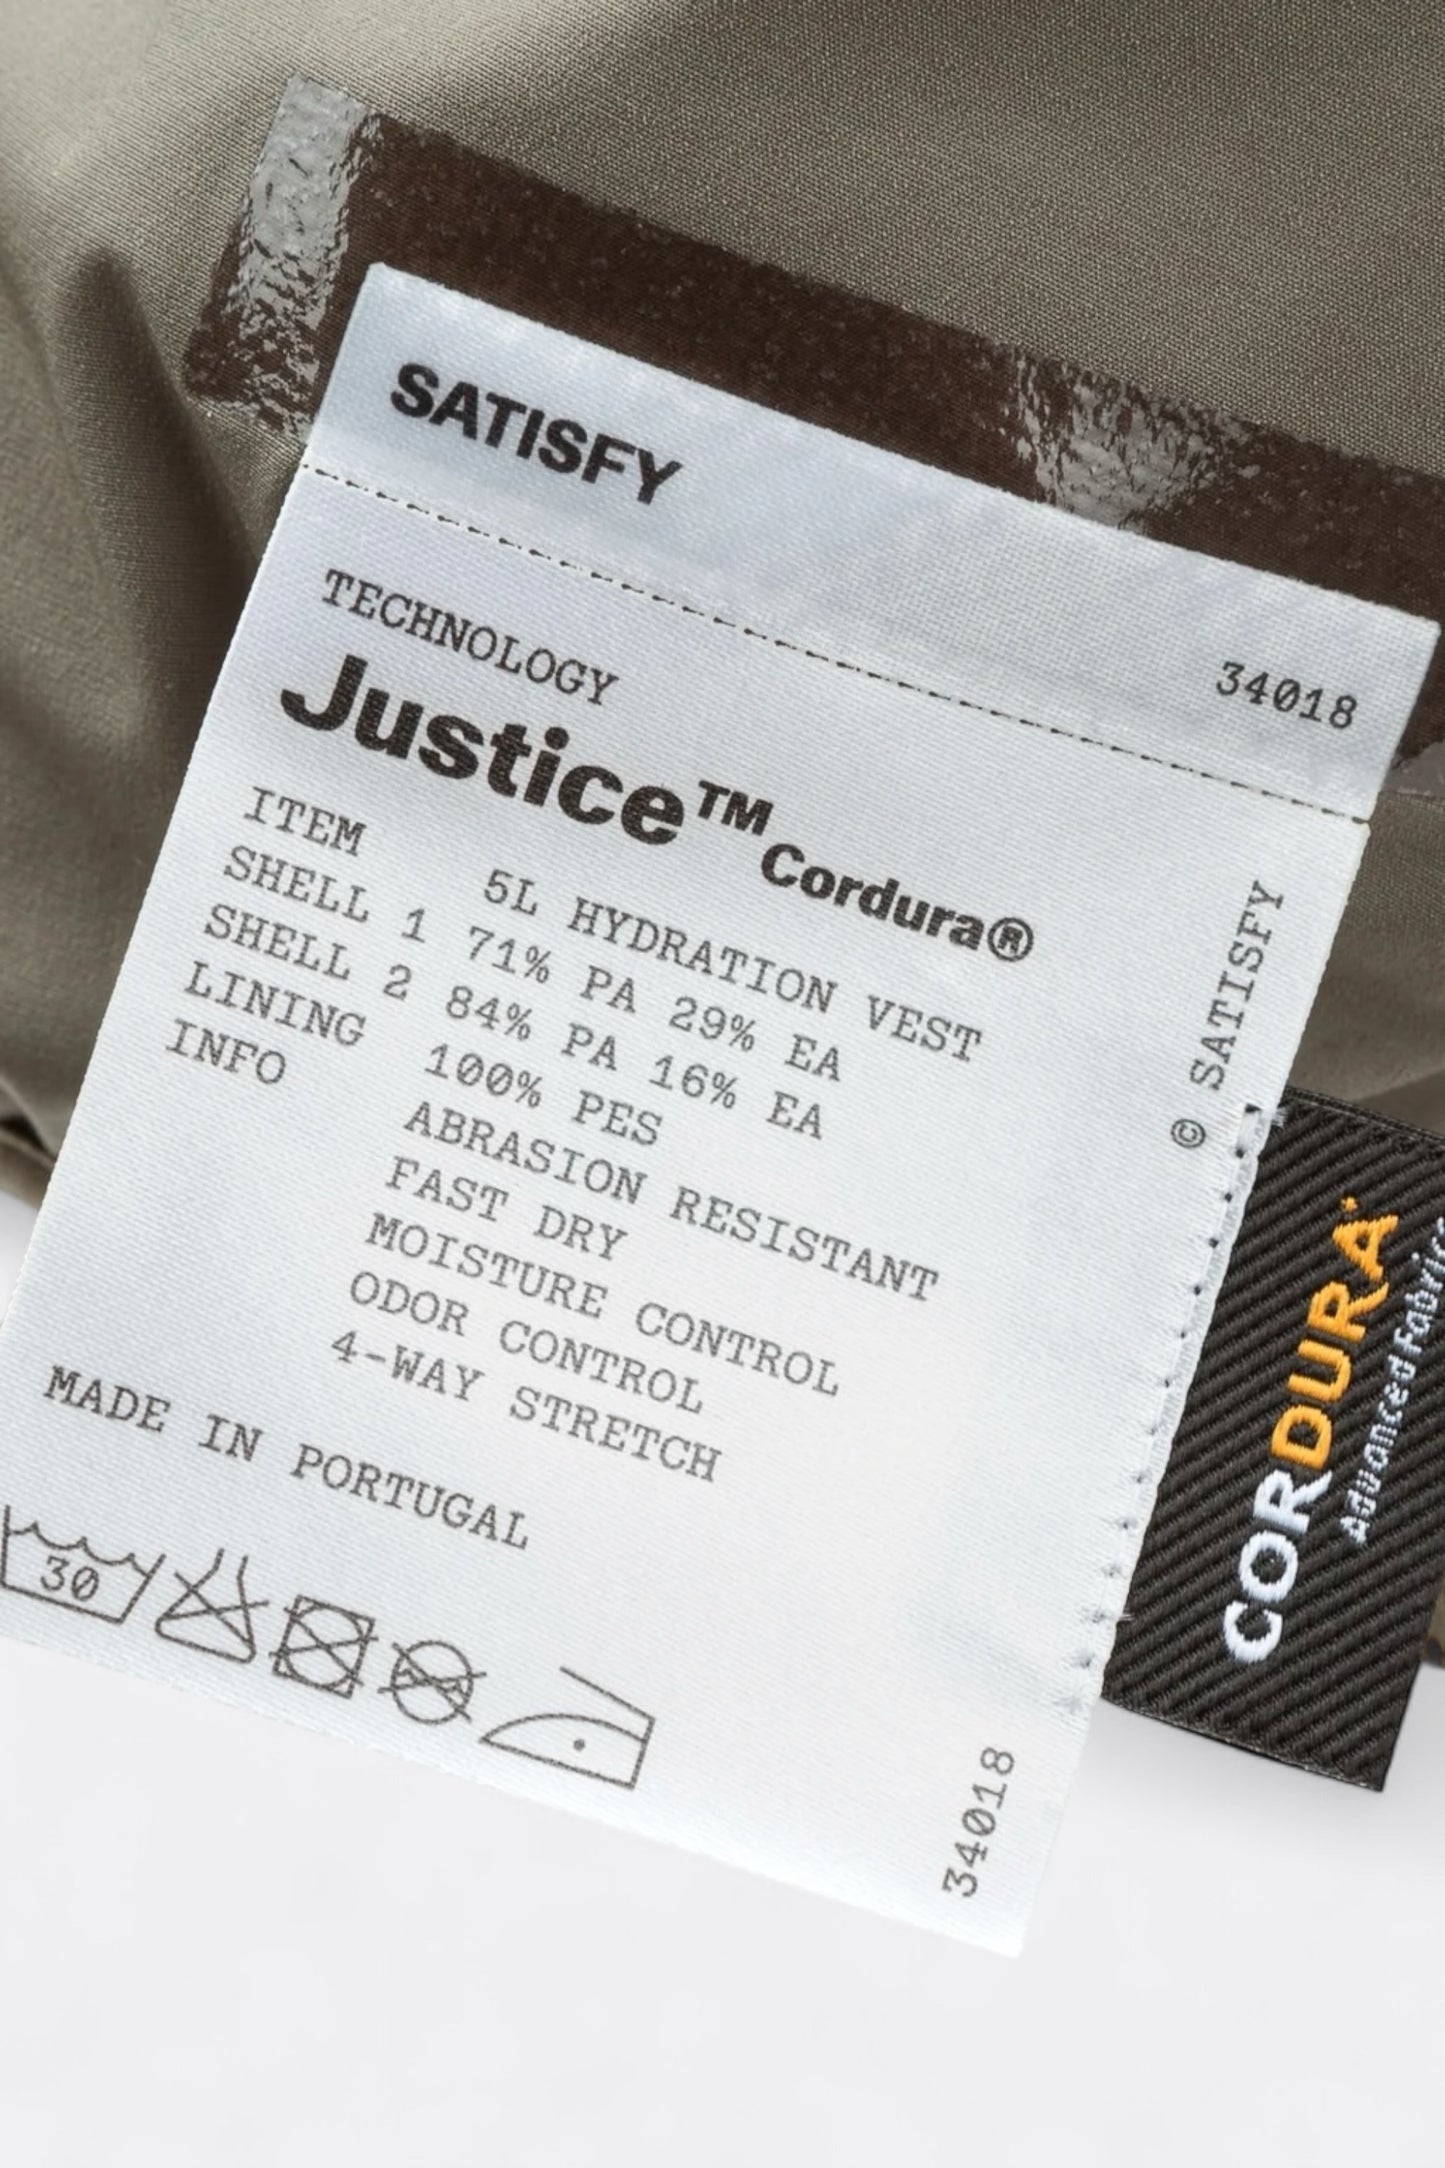 SATISFY
34018
TECHNOLOGY
Justice™ Cordura®
ITEM 5L HYDRATION VEST
SHELL 1 71% PA 29% EA
SHELL 2 84% PA 16% EA
LINING 100% PES
INFO ABRASION RESISTANT
FAST DRY
MOISTURE CONTROL
ODOR CONTROL
4-WAY STRETCH
MADE IN PORTUGAL
30
© SATISFY
34018
CORDURA
Advanced Fabrics